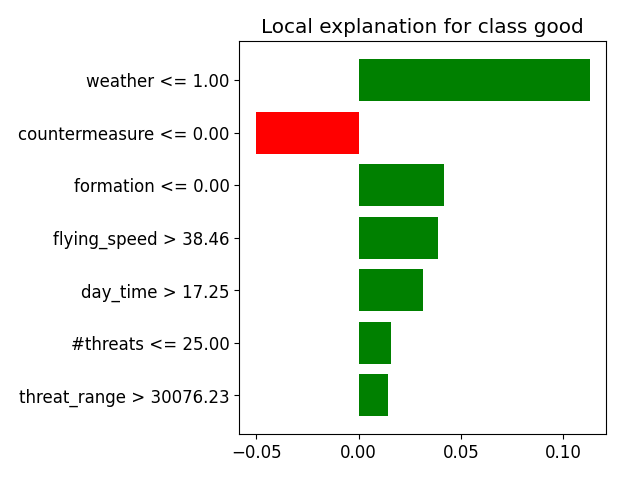 Local explanation for class good
weather <= 1.00
countermeasure <= 0.00
formation <= 0.00
flying_speed > 38.46
day_time > 17.25
#threats <= 25.00
threat_range > 30076.23
−0.05 0.00 0.05 0.10